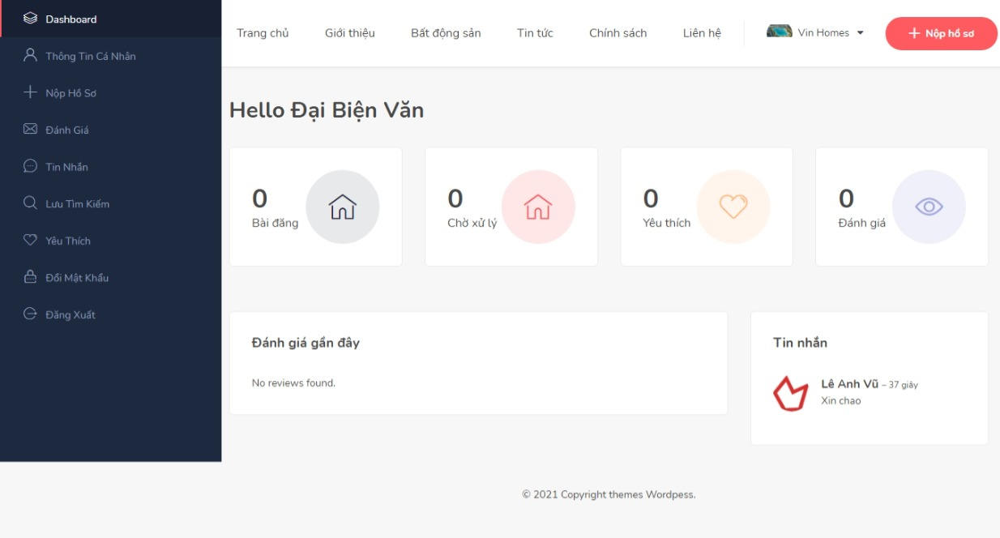 Dashboard
Thông Tin Cá Nhân
Nộp Hồ Sơ
Đánh Giá
Tin Nhắn
Lưu Tìm Kiếm
Yêu Thích
Đổi Mật Khẩu
Đăng Xuất
Trang chủ Giới thiệu Bất động sản Tin tức Chính sách Liên hệ Vin Homes Nộp hồ sơ
Hello Đại Biện Văn
0
Bài đăng
0
Chờ xử lý
0
Yêu thích
0
Đánh giá
Đánh giá gần đây
No reviews found.
Tin nhắn
Lê Anh Vũ – 37 giây
Xin chao
© 2021 Copyright themes Wordpess.